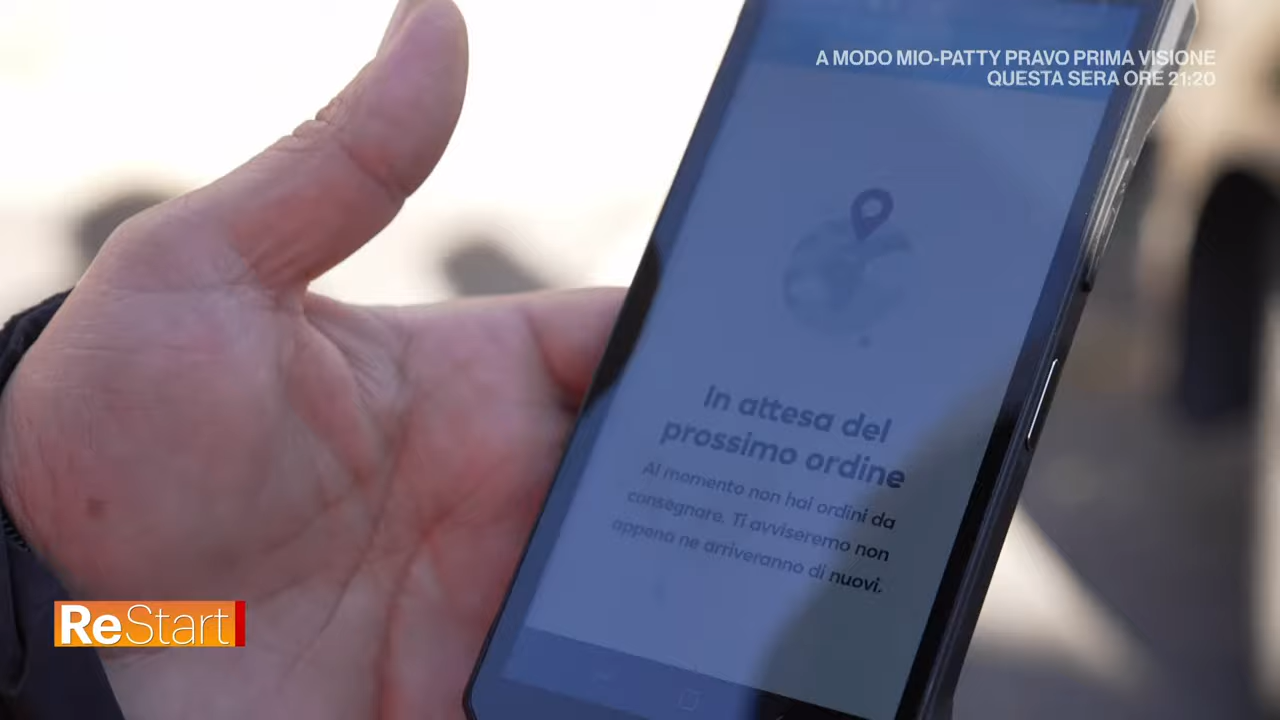 A MODO MIO-PATTY PRAVO PRIMA VISIONE
QUESTA SERA ORE 21:20
In attesa del
prossimo ordine
Al momento non hai ordini da
consegnare. Ti avviseremo non
appena ne arriveranno di nuovi.
ReStart